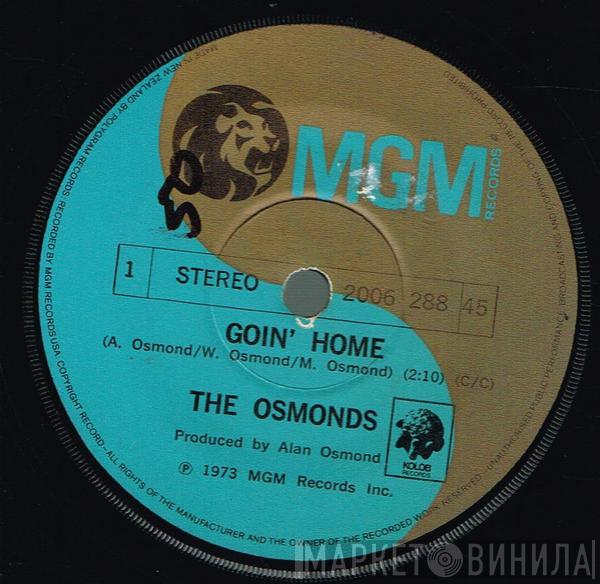 MGM
RECORDS
50
1
STEREO
2006 288
45
GOIN' HOME
(A. Osmond/W. Osmond/M. Osmond) (2:10) (C/C)
THE OSMONDS
Produced by Alan Osmond
KOLOB
RECORDS
℗ 1973 MGM Records Inc.
MADE IN NEW ZEALAND BY POLYGRAM RECORDS. RECORDED BY MGM RECORDS USA. COPYRIGHT RECORD - ALL RIGHTS OF THE MANUFACTURER AND THE OWNER OF THE RECORDED WORK RESERVED - UNAUTHORISED PUBLIC PERFORMANCE, BROADCASTING AND COPYING OF THE RECORD PROHIBITED
МАРКЕТ ВИНИЛА